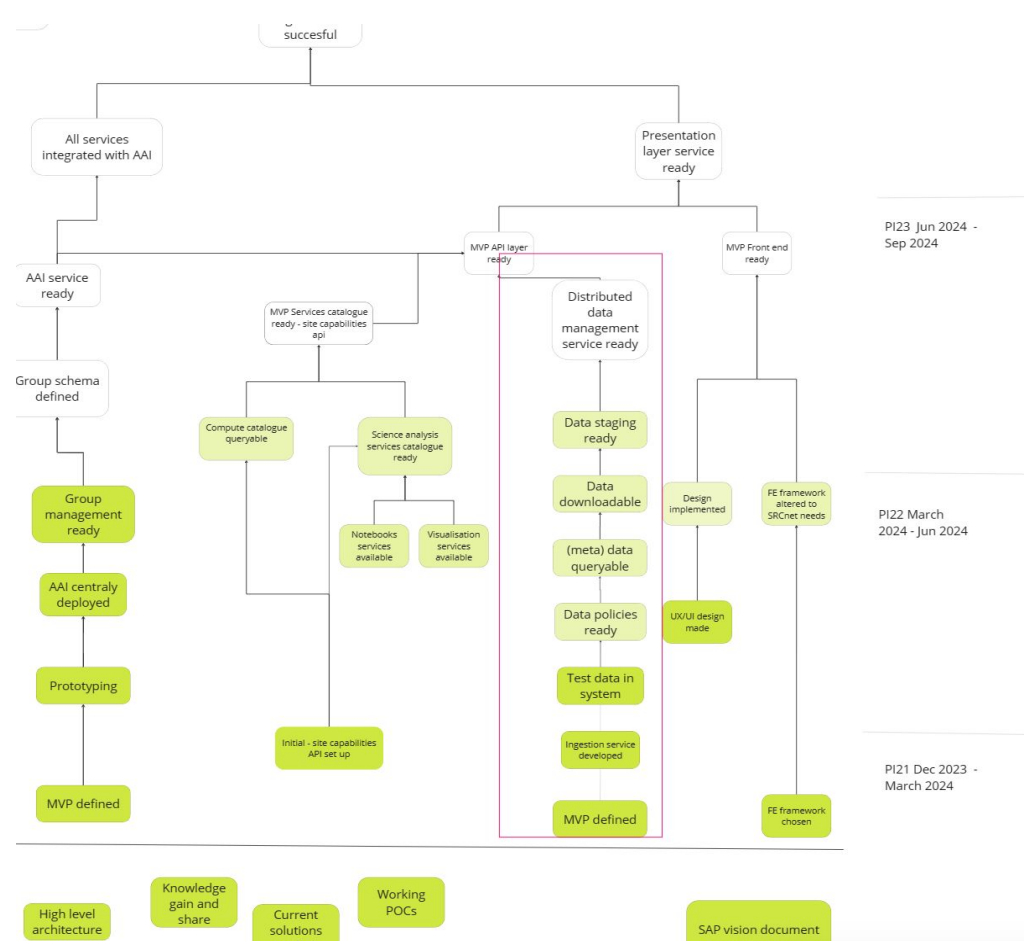 succesful
All services
integrated with AAI
Presentation
layer service
ready
PI23 Jun 2024 -
Sep 2024
MVP API layer
ready
MVP Front end
ready
AAI service
ready
Distributed
data
management
service ready
MVP Services catalogue
ready - site capabilities
api
Group schema
defined
Compute catalogue
queryable
Science analysis
services catalogue
ready
Data staging
ready
Group
management
ready
Data
downloadable
Design
implemented
FE framework
altered to
SRCnet needs
PI22 March
2024 - Jun 2024
Notebooks
services
available
Visualisation
services
available
(meta) data
queryable
AAI centraly
deployed
Data policies
ready
UX/UI design
made
Prototyping
Test data in
system
Initial - site capabilities
API set up
Ingestion service
developed
PI21 Dec 2023 -
March 2024
MVP defined
MVP defined
FE framework
chosen
High level
architecture
Knowledge
gain and
share
Current
solutions
Working
POCs
SAP vision document